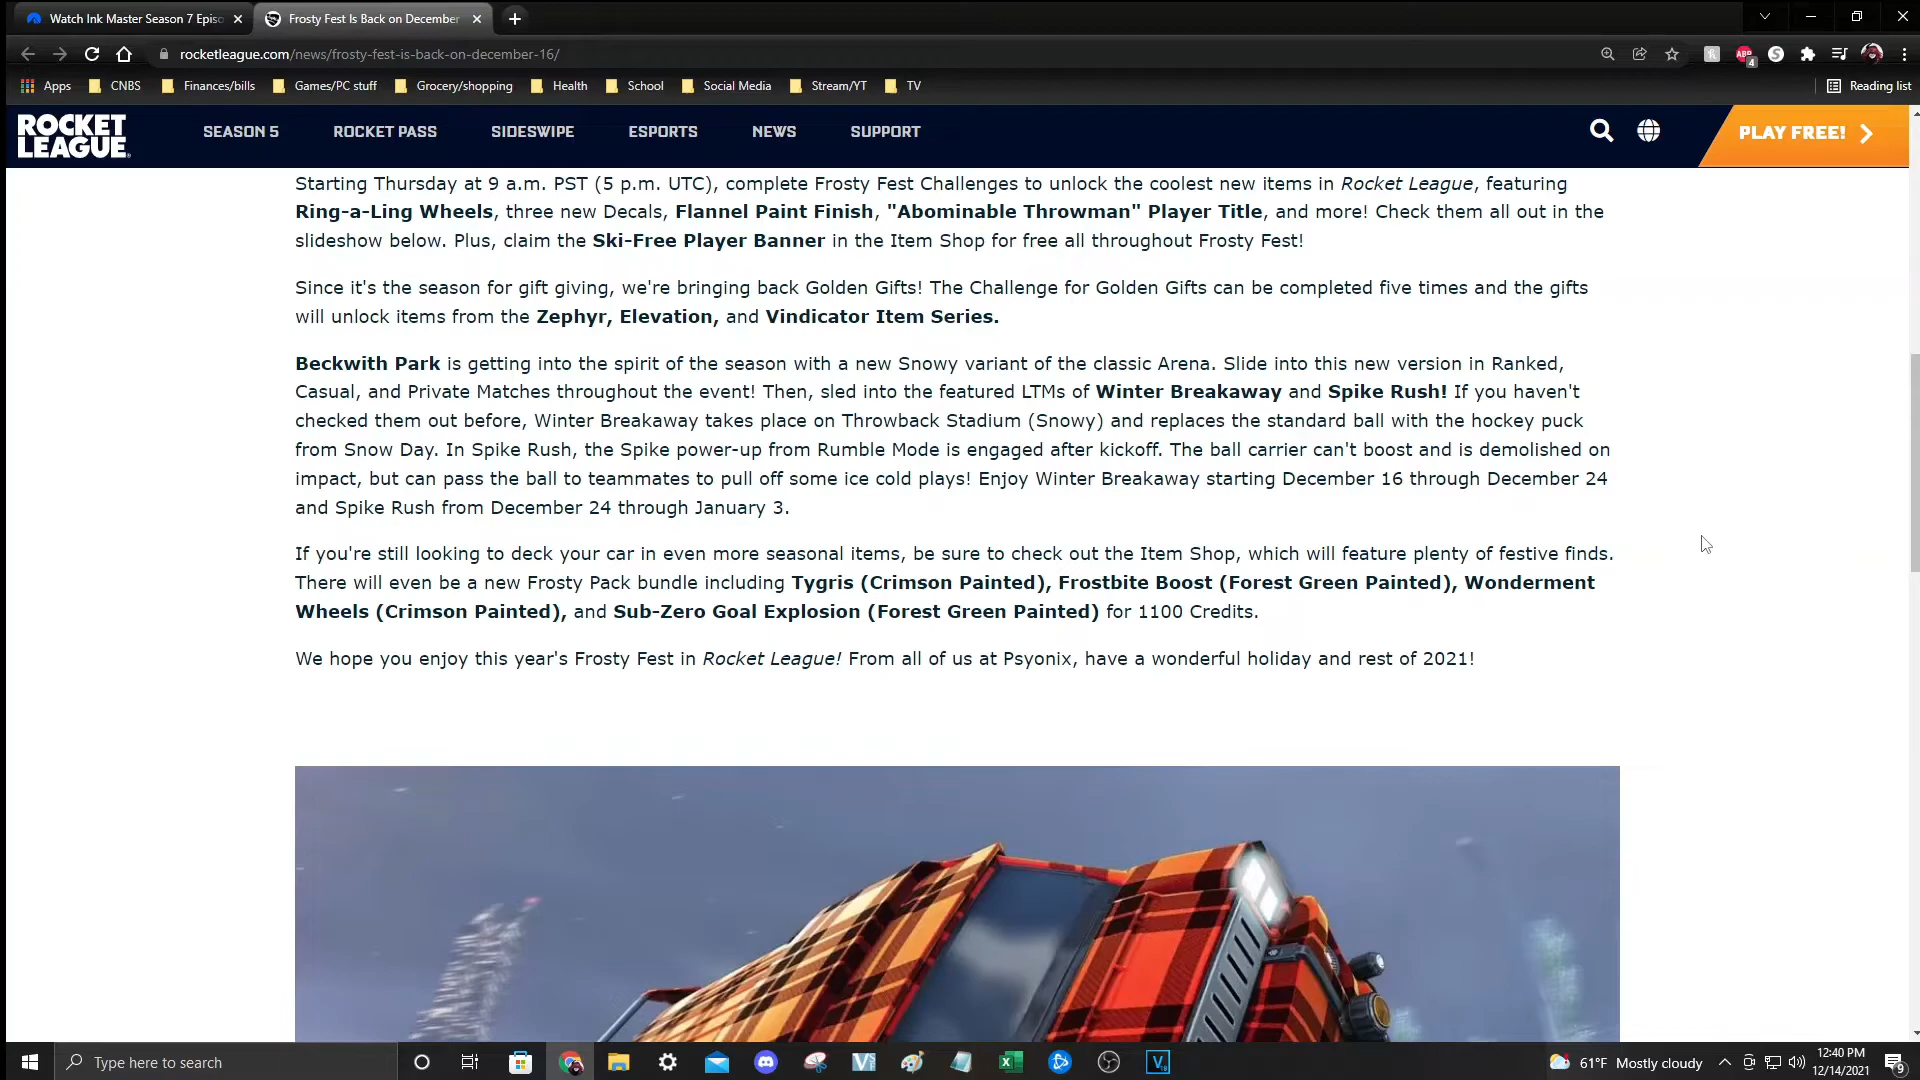 Watch Ink Master Season 7 Episo
Frosty Fest Is Back on December
rocketleague.com/news/frosty-fest-is-back-on-december-16/
ABP
4
Apps CNBS Finances/bills Games/PC stuff Grocery/shopping Health School Social Media Stream/YT TV Reading list
ROCKET
LEAGUE
SEASON 5 ROCKET PASS SIDESWIPE ESPORTS NEWS SUPPORT PLAY FREE!
Starting Thursday at 9 a.m. PST (5 p.m. UTC), complete Frosty Fest Challenges to unlock the coolest new items in Rocket League, featuring
Ring-a-Ling Wheels, three new Decals, Flannel Paint Finish, "Abominable Throwman" Player Title, and more! Check them all out in the
slideshow below. Plus, claim the Ski-Free Player Banner in the Item Shop for free all throughout Frosty Fest!
Since it's the season for gift giving, we're bringing back Golden Gifts! The Challenge for Golden Gifts can be completed five times and the gifts
will unlock items from the Zephyr, Elevation, and Vindicator Item Series.
Beckwith Park is getting into the spirit of the season with a new Snowy variant of the classic Arena. Slide into this new version in Ranked,
Casual, and Private Matches throughout the event! Then, sled into the featured LTMs of Winter Breakaway and Spike Rush! If you haven't
checked them out before, Winter Breakaway takes place on Throwback Stadium (Snowy) and replaces the standard ball with the hockey puck
from Snow Day. In Spike Rush, the Spike power-up from Rumble Mode is engaged after kickoff. The ball carrier can't boost and is demolished on
impact, but can pass the ball to teammates to pull off some ice cold plays! Enjoy Winter Breakaway starting December 16 through December 24
and Spike Rush from December 24 through January 3.
If you're still looking to deck your car in even more seasonal items, be sure to check out the Item Shop, which will feature plenty of festive finds.
There will even be a new Frosty Pack bundle including Tygris (Crimson Painted), Frostbite Boost (Forest Green Painted), Wonderment
Wheels (Crimson Painted), and Sub-Zero Goal Explosion (Forest Green Painted) for 1100 Credits.
We hope you enjoy this year's Frosty Fest in Rocket League! From all of us at Psyonix, have a wonderful holiday and rest of 2021!
Type here to search
61°F Mostly cloudy
12:40 PM
12/14/2021
9